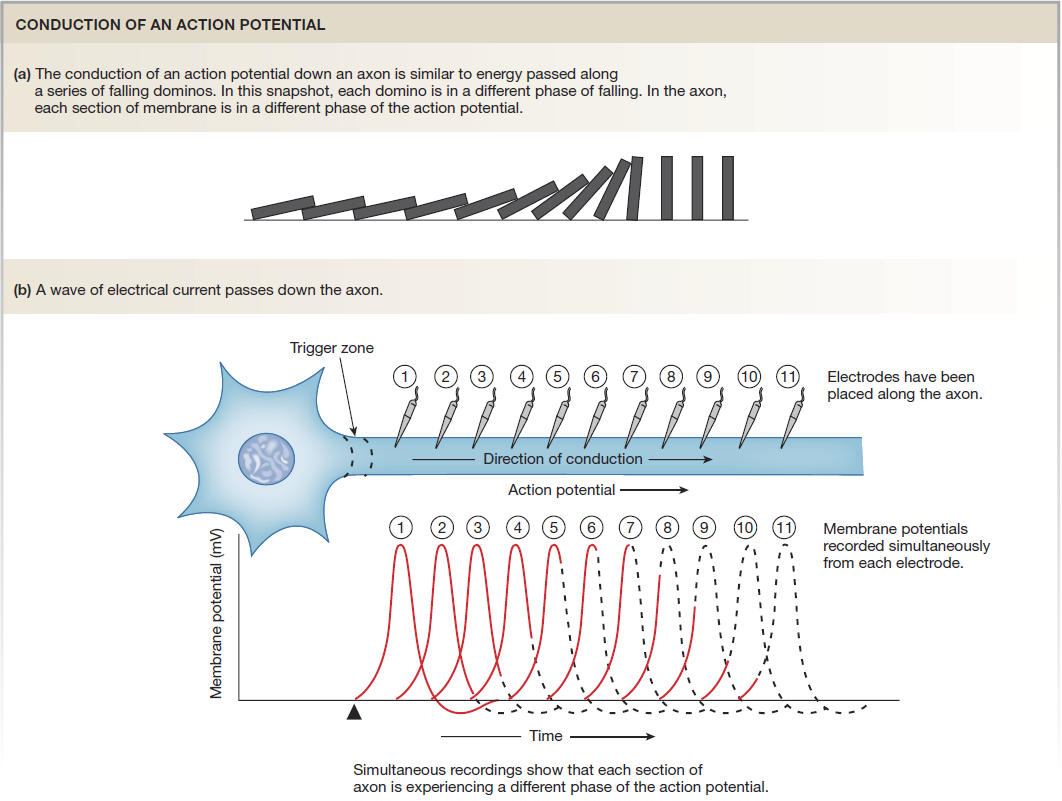 CONDUCTION OF AN ACTION POTENTIAL
(a) The conduction of an action potential down an axon is similar to energy passed along
a series of falling dominos. In this snapshot, each domino is in a different phase of falling. In the axon,
each section of membrane is in a different phase of the action potential.
(b) A wave of electrical current passes down the axon.
Trigger zone
1 2 3 4 5 6 7 8 9 10 11
Electrodes have been
placed along the axon.
Direction of conduction
Action potential
1 2 3 4 5 6 7 8 9 10 11
Membrane potentials
recorded simultaneously
from each electrode.
Membrane potential (mV)
Time
Simultaneous recordings show that each section of
axon is experiencing a different phase of the action potential.